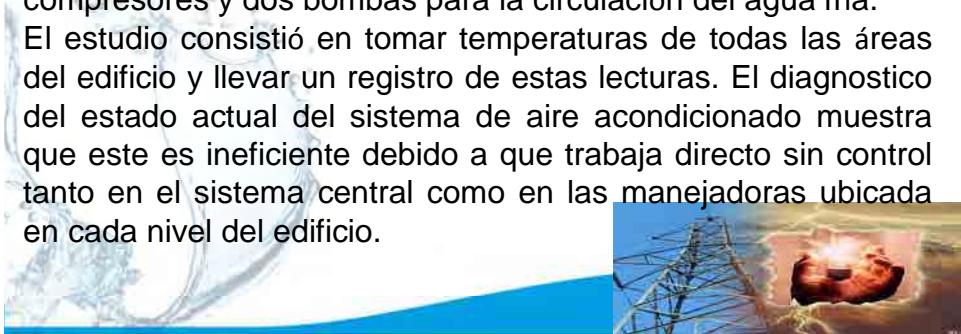 compresores y dos bombas para la circulación del agua fría.
El estudio consistió en tomar temperaturas de todas las áreas
del edificio y llevar un registro de estas lecturas. El diagnostico
del estado actual del sistema de aire acondicionado muestra
que este es ineficiente debido a que trabaja directo sin control
tanto en el sistema central como en las manejadoras ubicada
en cada nivel del edificio.